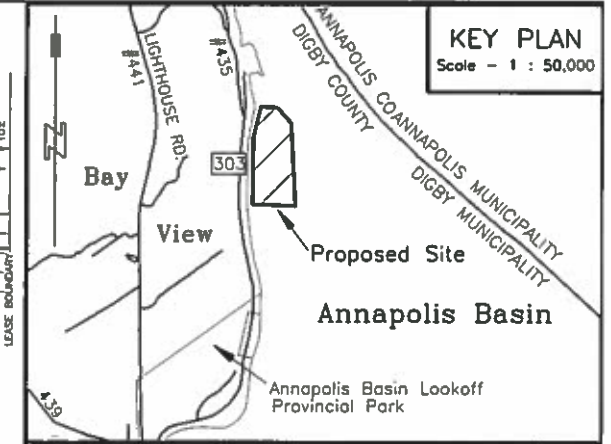 KEY PLAN
Scale - 1 : 50,000
#441
LIGHTHOUSE RD.
#435
ANNAPOLIS CO
ANNAPOLIS MUNICIPALITY
DIGBY COUNTY
DIGBY MUNICIPALITY
303
Bay
View
Proposed Site
Annapolis Basin
Annapolis Basin Lookoff
Provincial Park
439
LEASE BOUNDARY